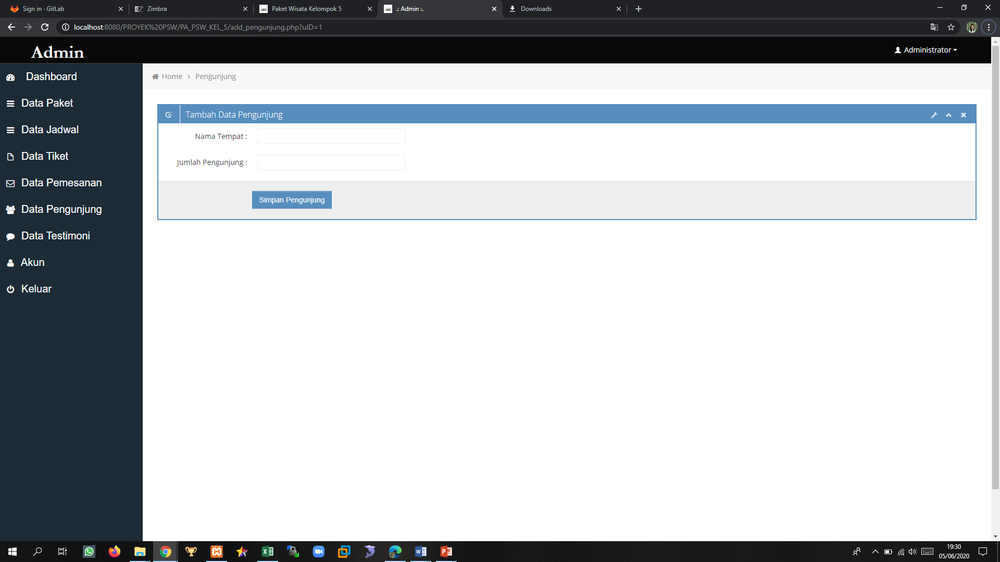 Sign in · GitLab
Zimbra
Paket Wisata Kelompok 5
.: Admin :.
Downloads
localhost:8080/PROYEK%20PSW/PA_PSW_KEL_5/add_pengunjung.php?uID=1
Admin
Administrator
Dashboard
Data Paket
Data Jadwal
Data Tiket
Data Pemesanan
Data Pengunjung
Data Testimoni
Akun
Keluar
Home > Pengunjung
Tambah Data Pengunjung
Nama Tempat :
Jumlah Pengunjung :
Simpan Pengunjung
19:30
05/06/2020